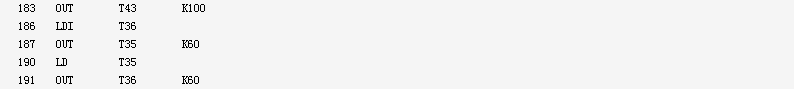 183 OUT T43 K100
186 LDI T36
187 OUT T35 K60
190 LD T35
191 OUT T36 K60